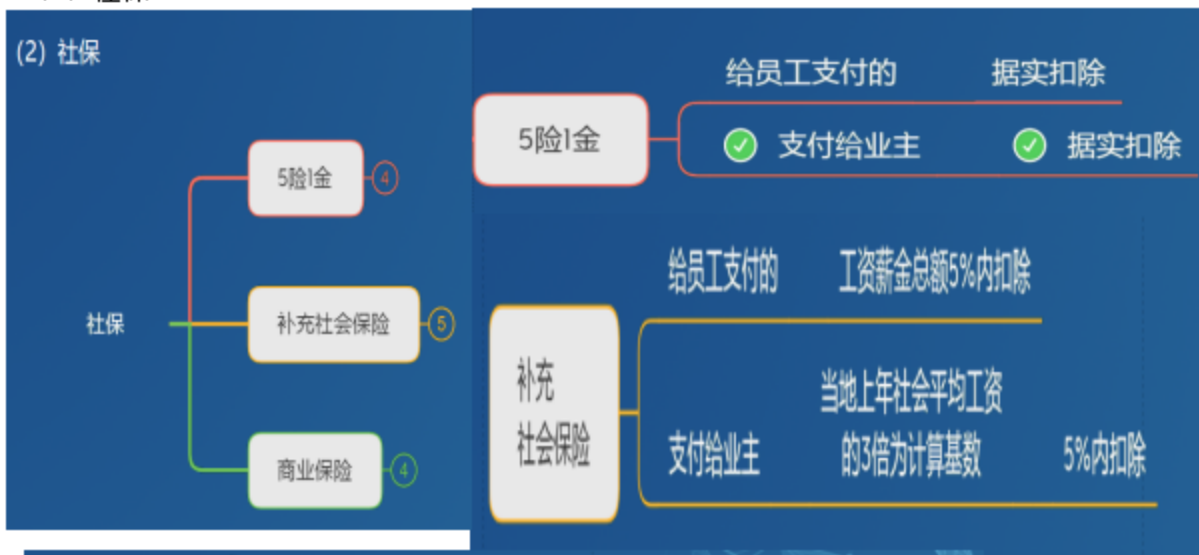 (2) 社保
5险1金
4
社保
补充社会保险
5
商业保险
4
给员工支付的 据实扣除
5险1金
支付给业主 据实扣除
给员工支付的 工资薪金总额5%内扣除
补充
社会保险
当地上年社会平均工资
支付给业主 的3倍为计算基数 5%内扣除